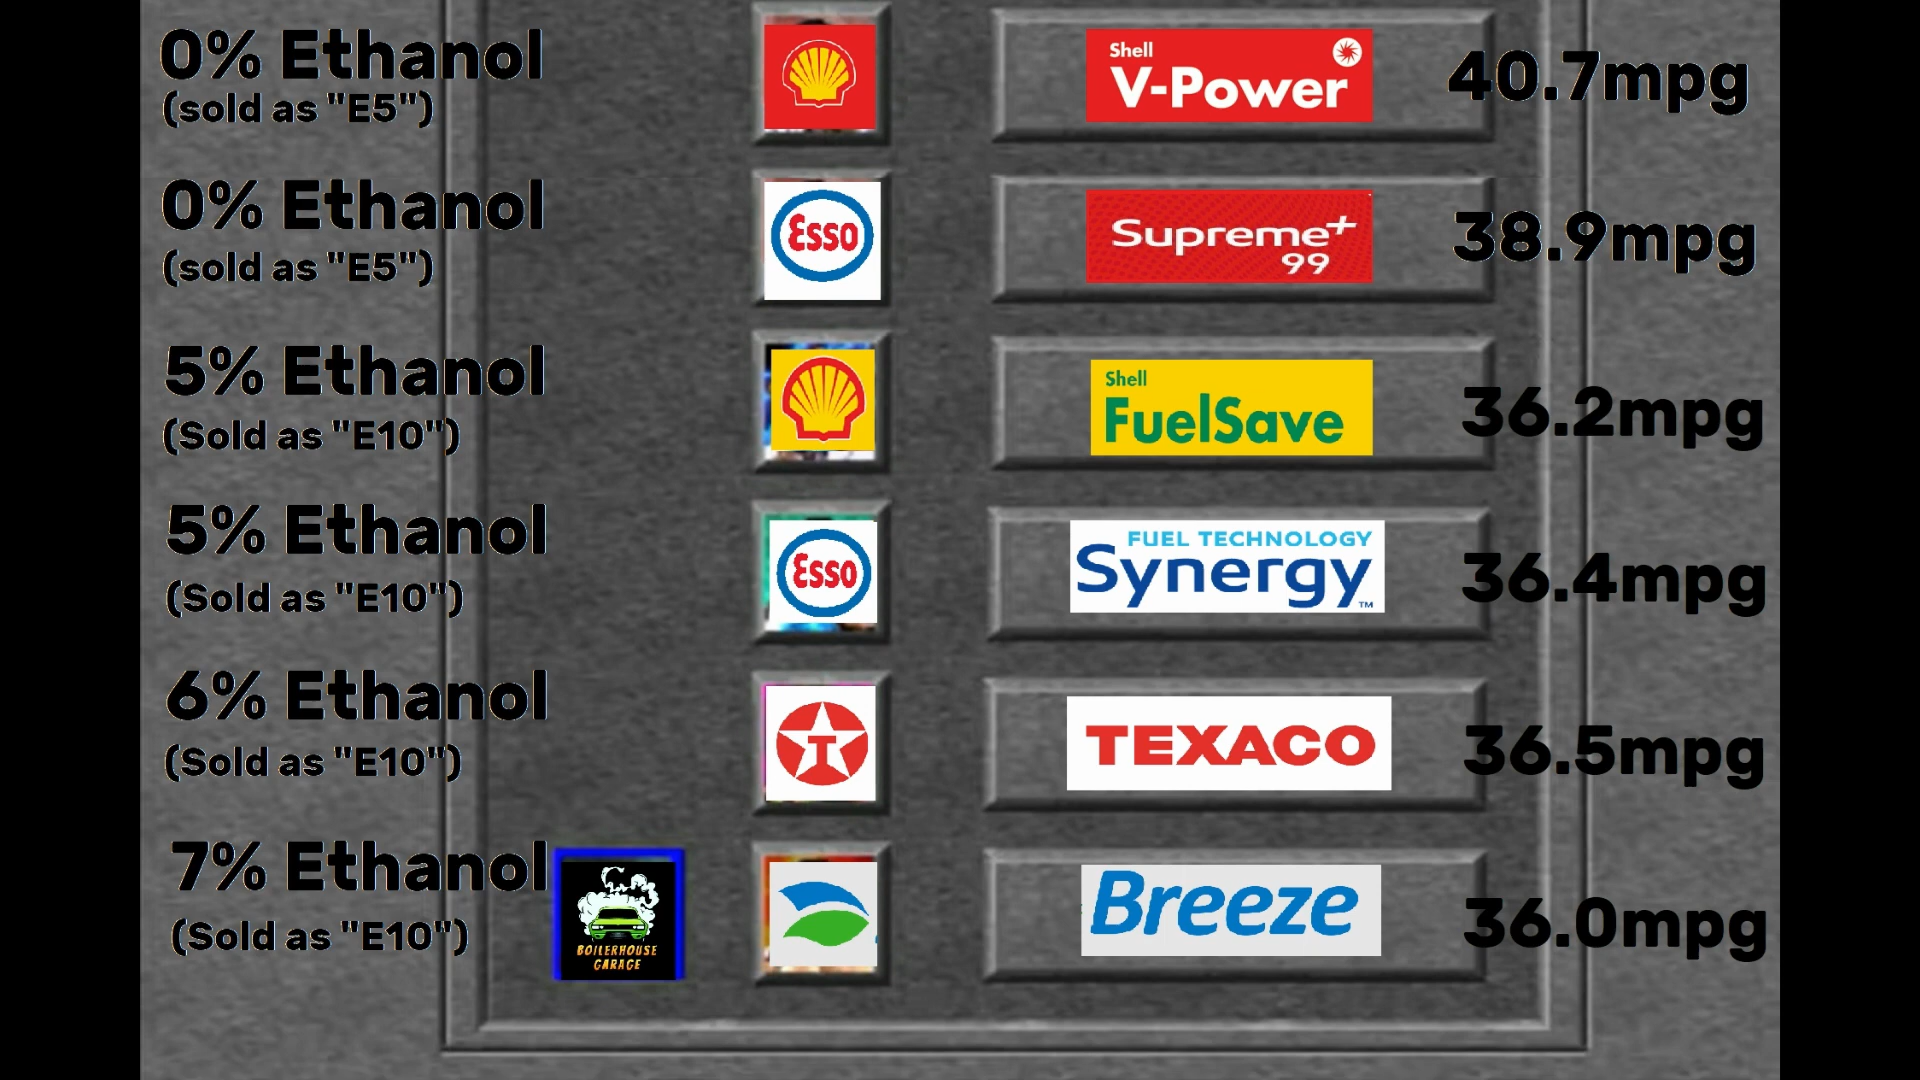 0% Ethanol
(sold as "E5")
Shell
V-Power
40.7mpg
0% Ethanol
(sold as "E5")
Esso
Supreme+
99
38.9mpg
5% Ethanol
(Sold as "E10")
Shell
FuelSave
36.2mpg
5% Ethanol
(Sold as "E10")
Esso
FUEL TECHNOLOGY
Synergy™
36.4mpg
6% Ethanol
(Sold as "E10")
T
TEXACO
36.5mpg
7% Ethanol
(Sold as "E10")
BOILERHOUSE
GARAGE
Breeze
36.0mpg